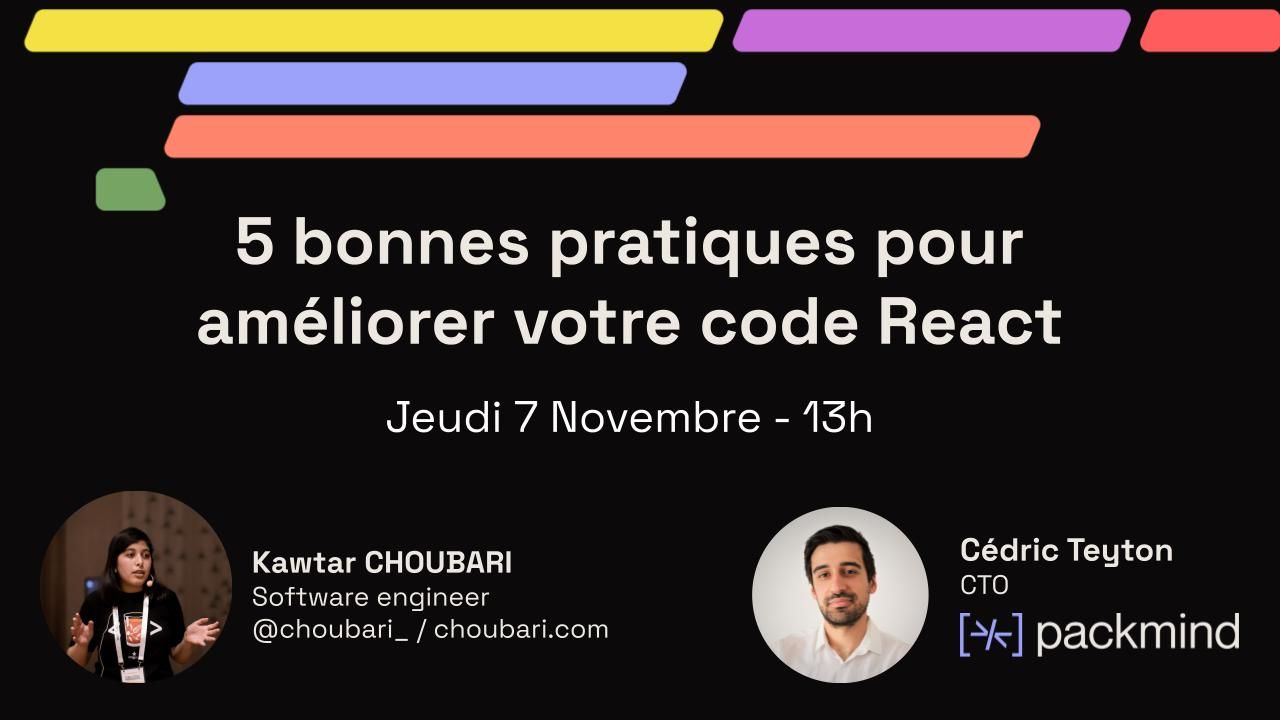 5 bonnes pratiques pour
améliorer votre code React
Jeudi 7 Novembre - 13h
Kawtar CHOUBARI
Software engineer
@choubari_ / choubari.com
Cédric Teyton
CTO
packmind